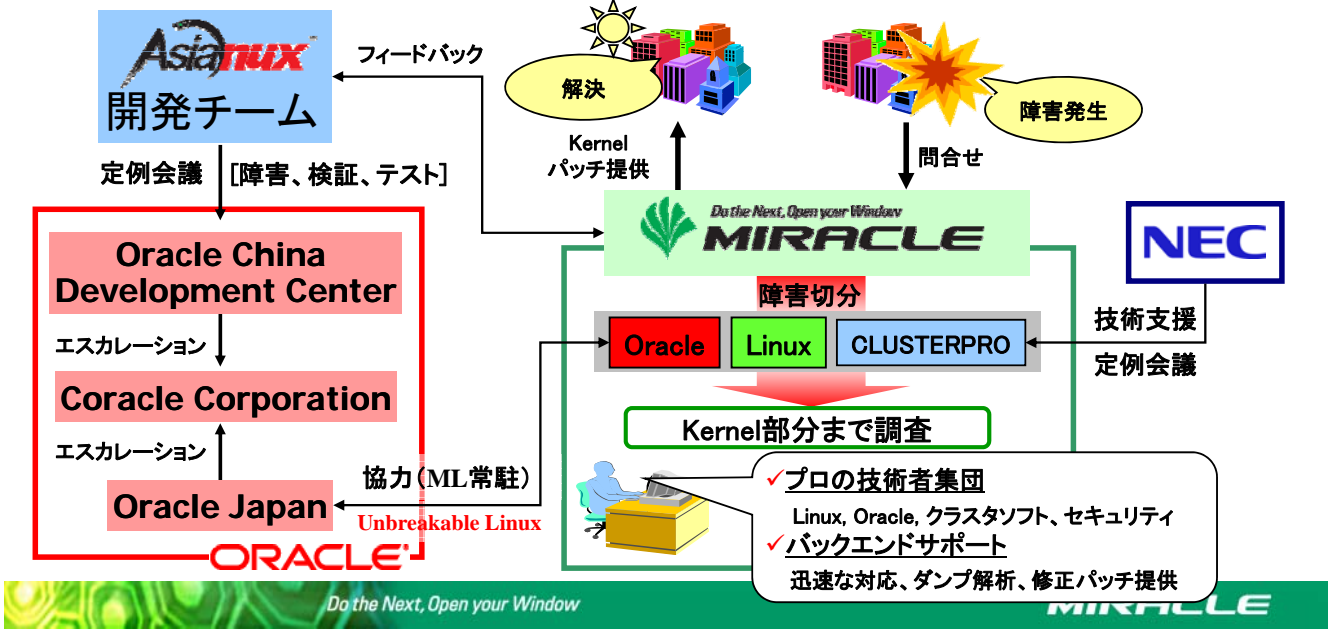 Asianux
開発チーム
フィードバック
解決
障害発生
Kernel
パッチ提供
問合せ
定例会議 [障害、検証、テスト]
Do the Next, Open your Window
MIRACLE
NEC
Oracle China
Development Center
障害切分
技術支援
エスカレーション
Oracle
Linux
CLUSTERPRO
定例会議
Coracle Corporation
Kernel部分まで調査
エスカレーション
協力（ML常駐）
Oracle Japan
Unbreakable Linux
ORACLE
✓プロの技術者集団
Linux, Oracle, クラスタソフト、セキュリティ
✓バックエンドサポート
迅速な対応、ダンプ解析、修正パッチ提供
Do the Next, Open your Window
MIRACLE